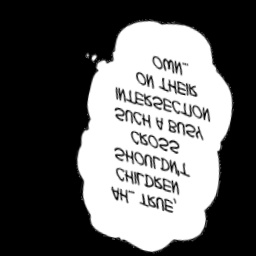 AH... TRUE,
CHILDREN
SHOULDN'T
CROSS
SUCH A BUSY
INTERSECTION
ON THEIR
OWN...